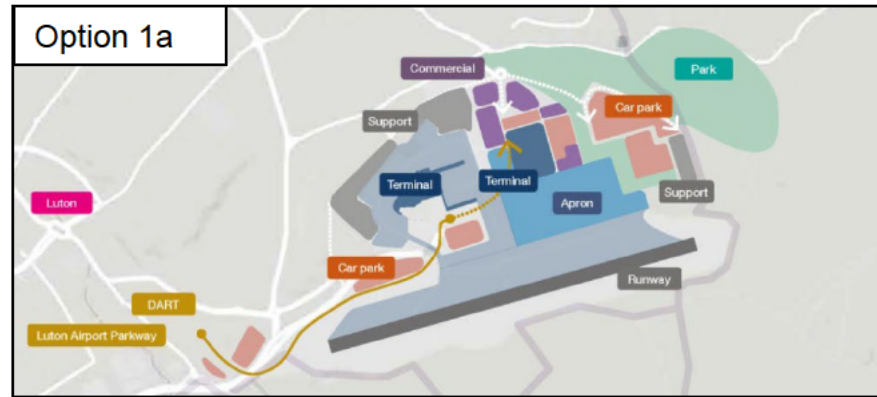 Option 1a
Commercial
Park
Car park
Support
Terminal
Terminal
Luton
Apron
Support
Car park
Runway
DART
Luton Airport Parkway